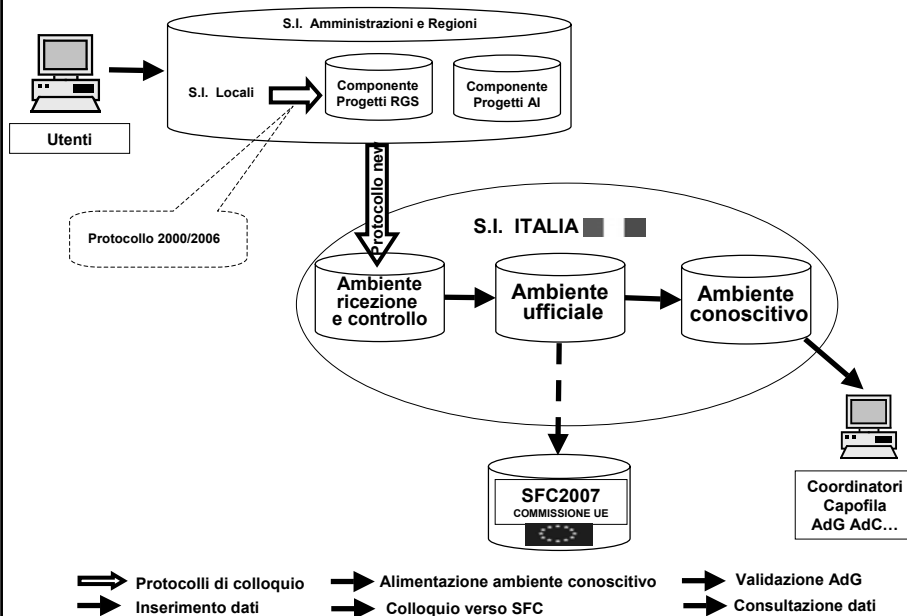 S.I. Amministrazioni e Regioni
S.I. Locali
Componente
Progetti RGS
Componente
Progetti AI
Utenti
Protocollo 2000/2006
Protocollo new
S.I. ITALIA
Ambiente
ricezione
e controllo
Ambiente
ufficiale
Ambiente
conoscitivo
SFC2007
COMMISSIONE UE
Coordinatori
Capofila
AdG AdC…
Protocolli di colloquio
Alimentazione ambiente conoscitivo
Validazione AdG
Inserimento dati
Colloquio verso SFC
Consultazione dati